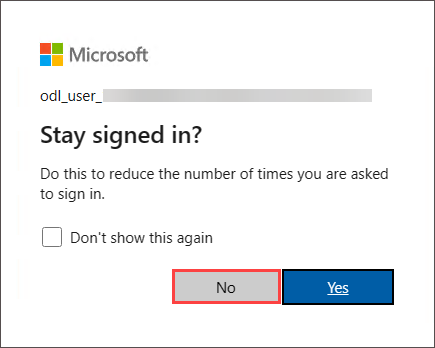 Microsoft
odl_user_
Stay signed in?
Do this to reduce the number of times you are asked
to sign in.
Don't show this again
No
Yes